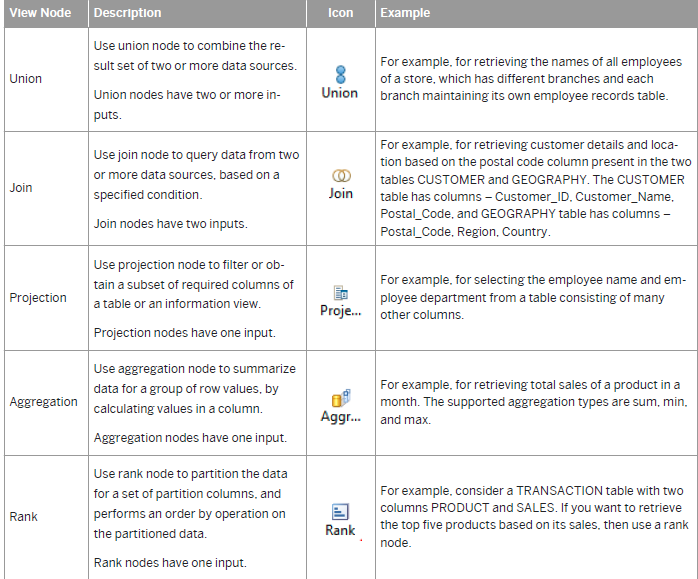 View Node Description Icon Example
Union
Use union node to combine the re-
sult set of two or more data sources.
Union nodes have two or more in-
puts.
Union
For example, for retrieving the names of all employees
of a store, which has different branches and each
branch maintaining its own employee records table.
Join
Use join node to query data from two
or more data sources, based on a
specified condition.
Join nodes have two inputs.
Join
For example, for retrieving customer details and loca-
tion based on the postal code column present in the two
tables CUSTOMER and GEOGRAPHY. The CUSTOMER
table has columns – Customer_ID, Customer_Name,
Postal_Code, and GEOGRAPHY table has columns –
Postal_Code, Region, Country.
Projection
Use projection node to filter or ob-
tain a subset of required columns of
a table or an information view.
Projection nodes have one input.
Proje...
For example, for selecting the employee name and em-
ployee department from a table consisting of many
other columns.
Aggregation
Use aggregation node to summarize
data for a group of row values, by
calculating values in a column.
Aggregation nodes have one input.
Aggr...
For example, for retrieving total sales of a product in a
month. The supported aggregation types are sum, min,
and max.
Rank
Use rank node to partition the data
for a set of partition columns, and
performs an order by operation on
the partitioned data.
Rank nodes have one input.
Rank
For example, consider a TRANSACTION table with two
columns PRODUCT and SALES. If you want to retrieve
the top five products based on its sales, then use a rank
node.